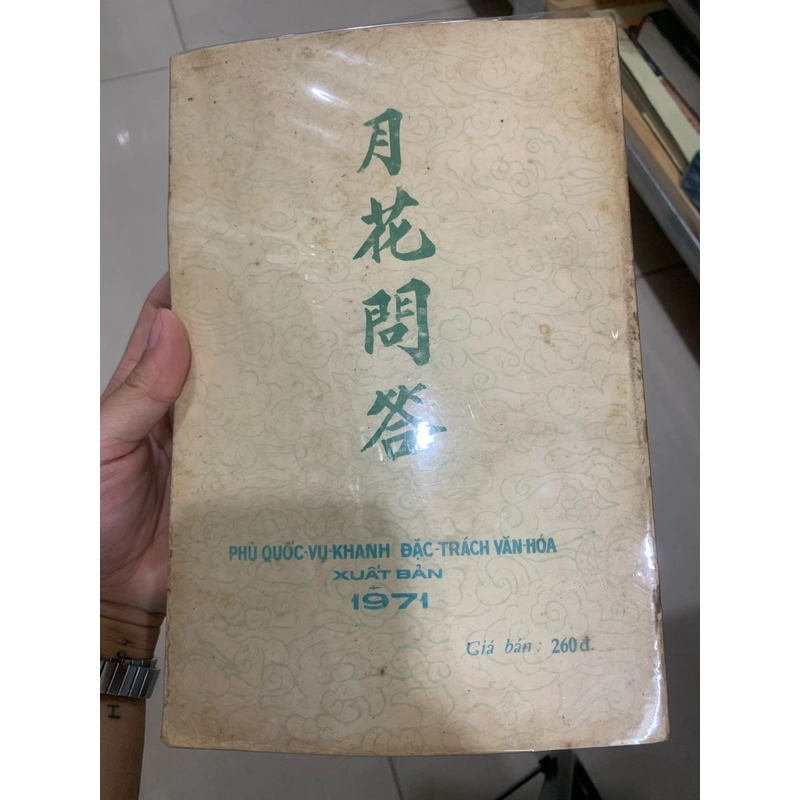 月花問答
PHỦ QUỐC-VỤ-KHANH ĐẶC-TRÁCH VĂN-HÓA
XUẤT BẢN
1971
Giá bán : 260đ.